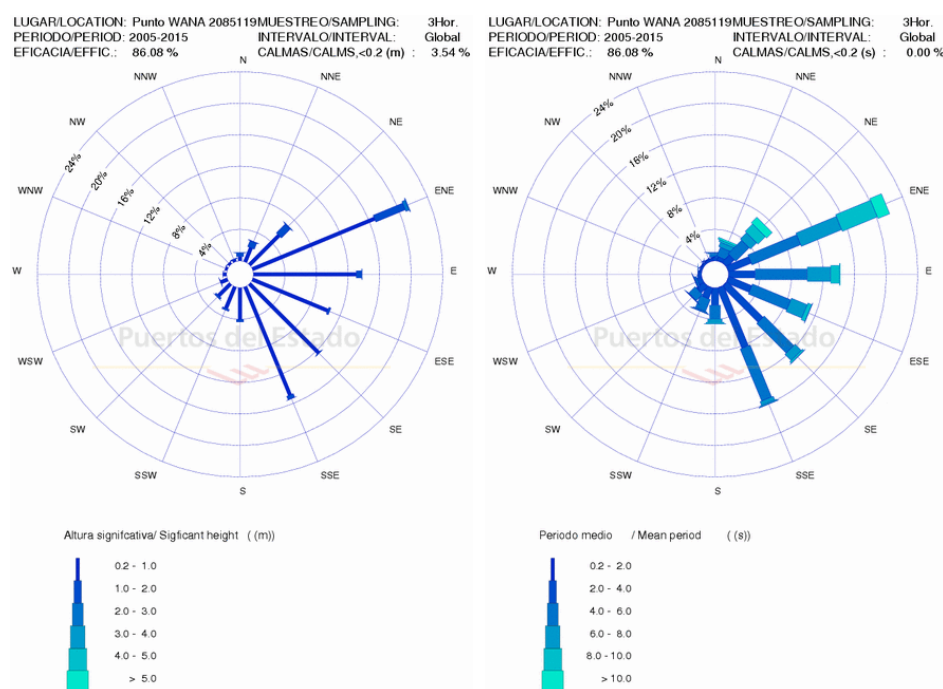 LUGAR/LOCATION: Punto WANA 2085119 MUESTREO/SAMPLING: 3Hor.
PERIODO/PERIOD: 2005-2015 INTERVALO/INTERVAL: Global
EFICACIA/EFFIC.: 86.08 % CALMAS/CALMS,<0.2 (m) : 3.54 %
N
NNW NNE
NW NE
WNW ENE
24%
20%
16%
12%
8%
4%
W E
Puertos del Estado
WSW ESE
SW SE
SSW SSE
S
Altura signifcativa/ Sigficant height ( (m))
0.2 - 1.0
1.0 - 2.0
2.0 - 3.0
3.0 - 4.0
4.0 - 5.0
> 5.0
LUGAR/LOCATION: Punto WANA 2085119 MUESTREO/SAMPLING: 3Hor.
PERIODO/PERIOD: 2005-2015 INTERVALO/INTERVAL: Global
EFICACIA/EFFIC.: 86.08 % CALMAS/CALMS,<0.2 (s) : 0.00 %
N
NNW NNE
NW NE
WNW ENE
24%
20%
16%
12%
8%
4%
W E
Puertos del Estado
WSW ESE
SW SE
SSW SSE
S
Periodo medio / Mean period ( (s))
0.2 - 2.0
2.0 - 4.0
4.0 - 6.0
6.0 - 8.0
8.0 - 10.0
> 10.0